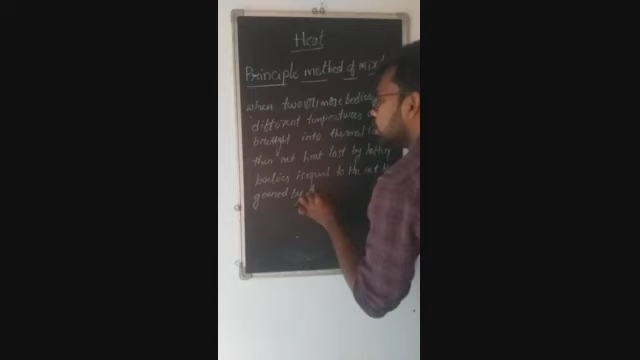 Heat
Principle method of mix
when two or more bodies
different temperatures
brought into thermal
then net heat lost by hotter
bodies is equal to the net
gained by